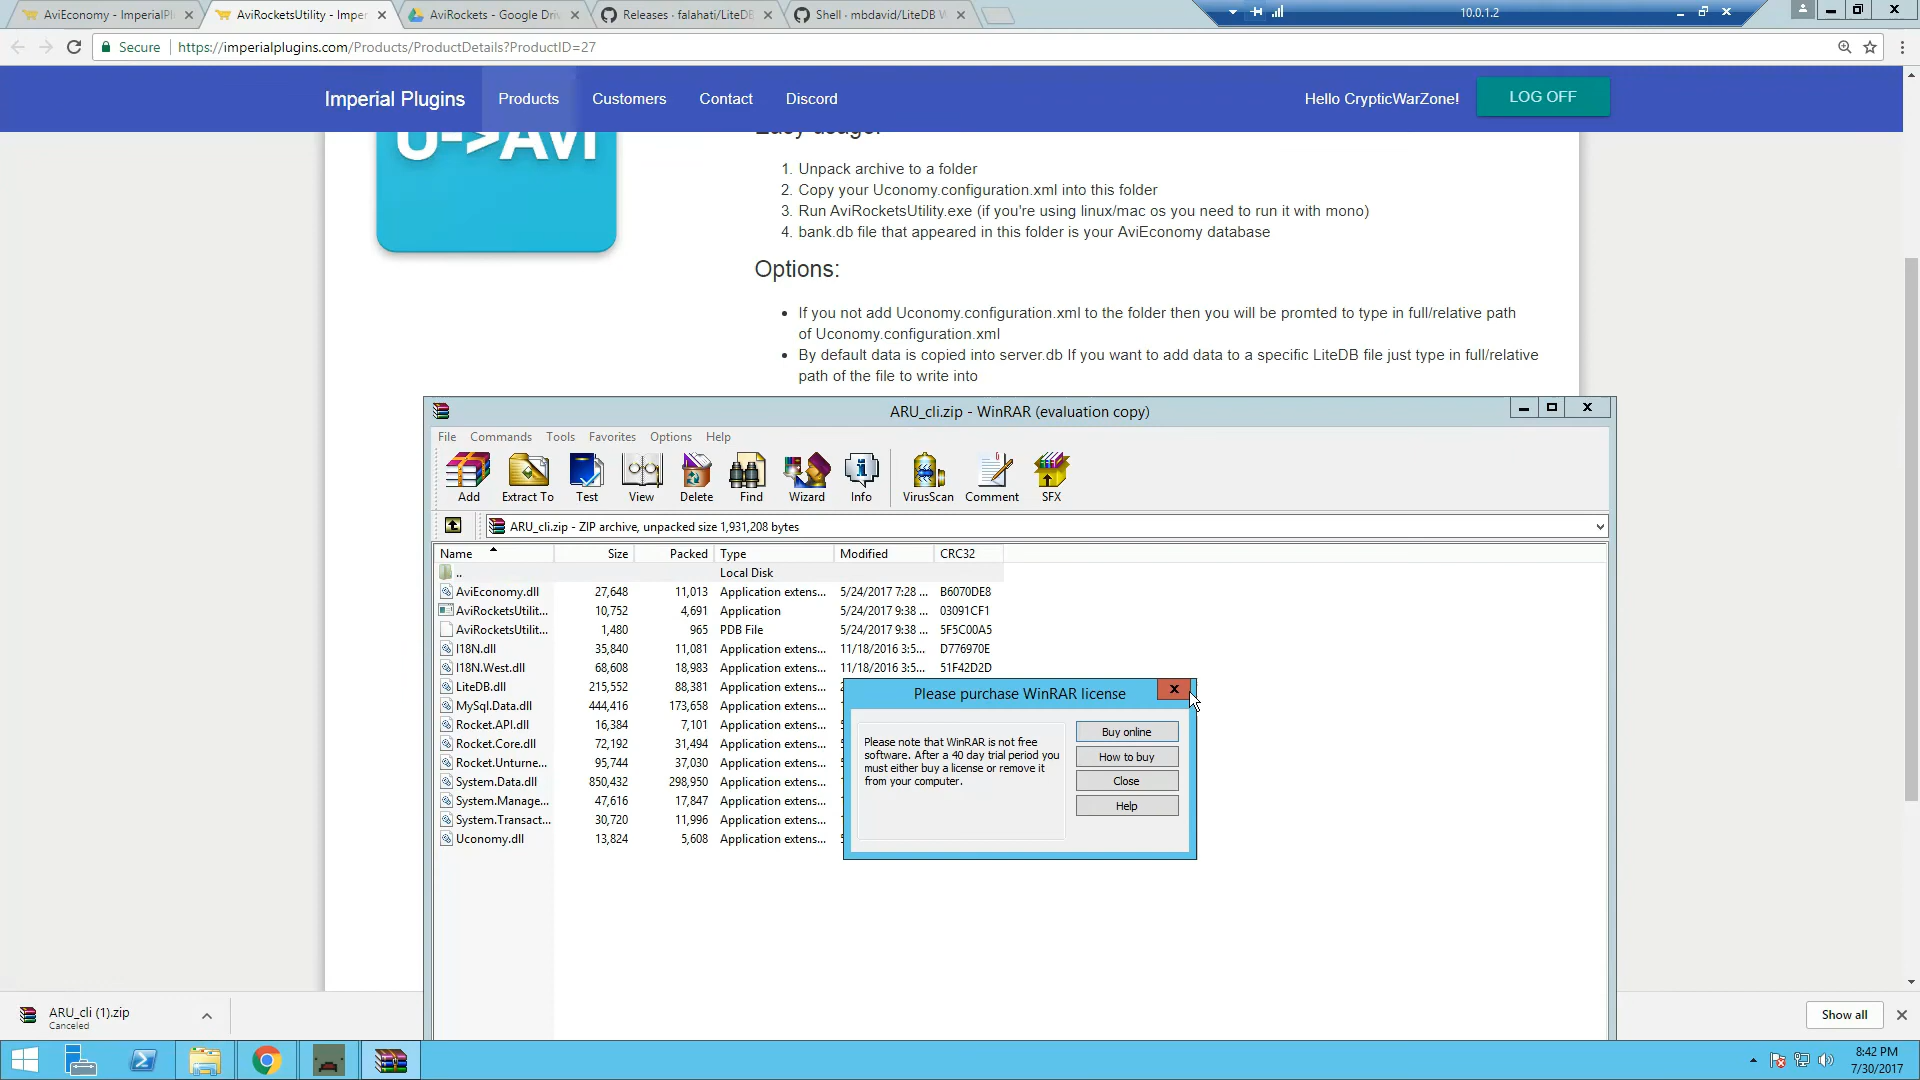 AviEconomy - ImperialPl
AviRocketsUtility - Imper
AviRockets - Google Driv
Releases · falahati/LiteDB
Shell · mbdavid/LiteDB W
10.0.1.2
Secure
https://imperialplugins.com/Products/ProductDetails?ProductID=27
Imperial Plugins
Products
Customers
Contact
Discord
Hello CrypticWarZone!
LOG OFF
U->AVI
Easy usage:
1. Unpack archive to a folder
2. Copy your Uconomy.configuration.xml into this folder
3. Run AviRocketsUtility.exe (if you're using linux/mac os you need to run it with mono)
4. bank.db file that appeared in this folder is your AviEconomy database
Options:
If you not add Uconomy.configuration.xml to the folder then you will be promted to type in full/relative path
of Uconomy.configuration.xml
By default data is copied into server.db If you want to add data to a specific LiteDB file just type in full/relative
path of the file to write into
ARU_cli.zip - WinRAR (evaluation copy)
File Commands Tools Favorites Options Help
Add Extract To Test View Delete Find Wizard Info VirusScan Comment SFX
ARU_cli.zip - ZIP archive, unpacked size 1,931,208 bytes
Name Size Packed Type Modified CRC32
.. Local Disk
AviEconomy.dll 27,648 11,013 Application extens... 5/24/2017 7:28 ... B6070DE8
AviRocketsUtilit... 10,752 4,691 Application 5/24/2017 9:38 ... 03091CF1
AviRocketsUtilit... 1,480 965 PDB File 5/24/2017 9:38 ... 5F5C00A5
I18N.dll 35,840 11,081 Application extens... 11/18/2016 3:5... D776970E
I18N.West.dll 68,608 18,983 Application extens... 11/18/2016 3:5... 51F42D2D
LiteDB.dll 215,552 88,381 Application extens...
MySql.Data.dll 444,416 173,658 Application extens...
Rocket.API.dll 16,384 7,101 Application extens...
Rocket.Core.dll 72,192 31,494 Application extens...
Rocket.Unturne... 95,744 37,030 Application extens...
System.Data.dll 850,432 298,950 Application extens...
System.Manage... 47,616 17,847 Application extens...
System.Transact... 30,720 11,996 Application extens...
Uconomy.dll 13,824 5,608 Application extens...
Please purchase WinRAR license
Please note that WinRAR is not free
software. After a 40 day trial period you
must either buy a license or remove it
from your computer.
Buy online
How to buy
Close
Help
ARU_cli (1).zip
Canceled
Show all
8:42 PM
7/30/2017